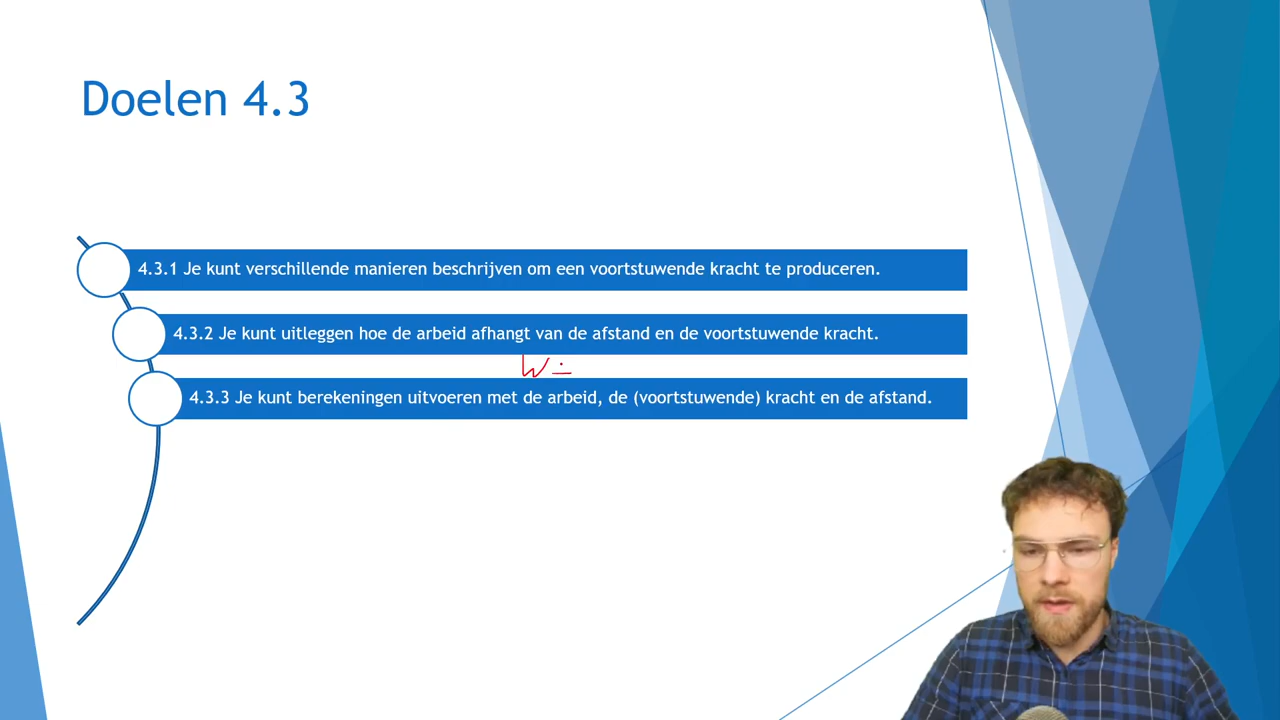 Doelen 4.3
4.3.1 Je kunt verschillende manieren beschrijven om een voortstuwende kracht te produceren.
4.3.2 Je kunt uitleggen hoe de arbeid afhangt van de afstand en de voortstuwende kracht.
W =
4.3.3 Je kunt berekeningen uitvoeren met de arbeid, de (voortstuwende) kracht en de afstand.